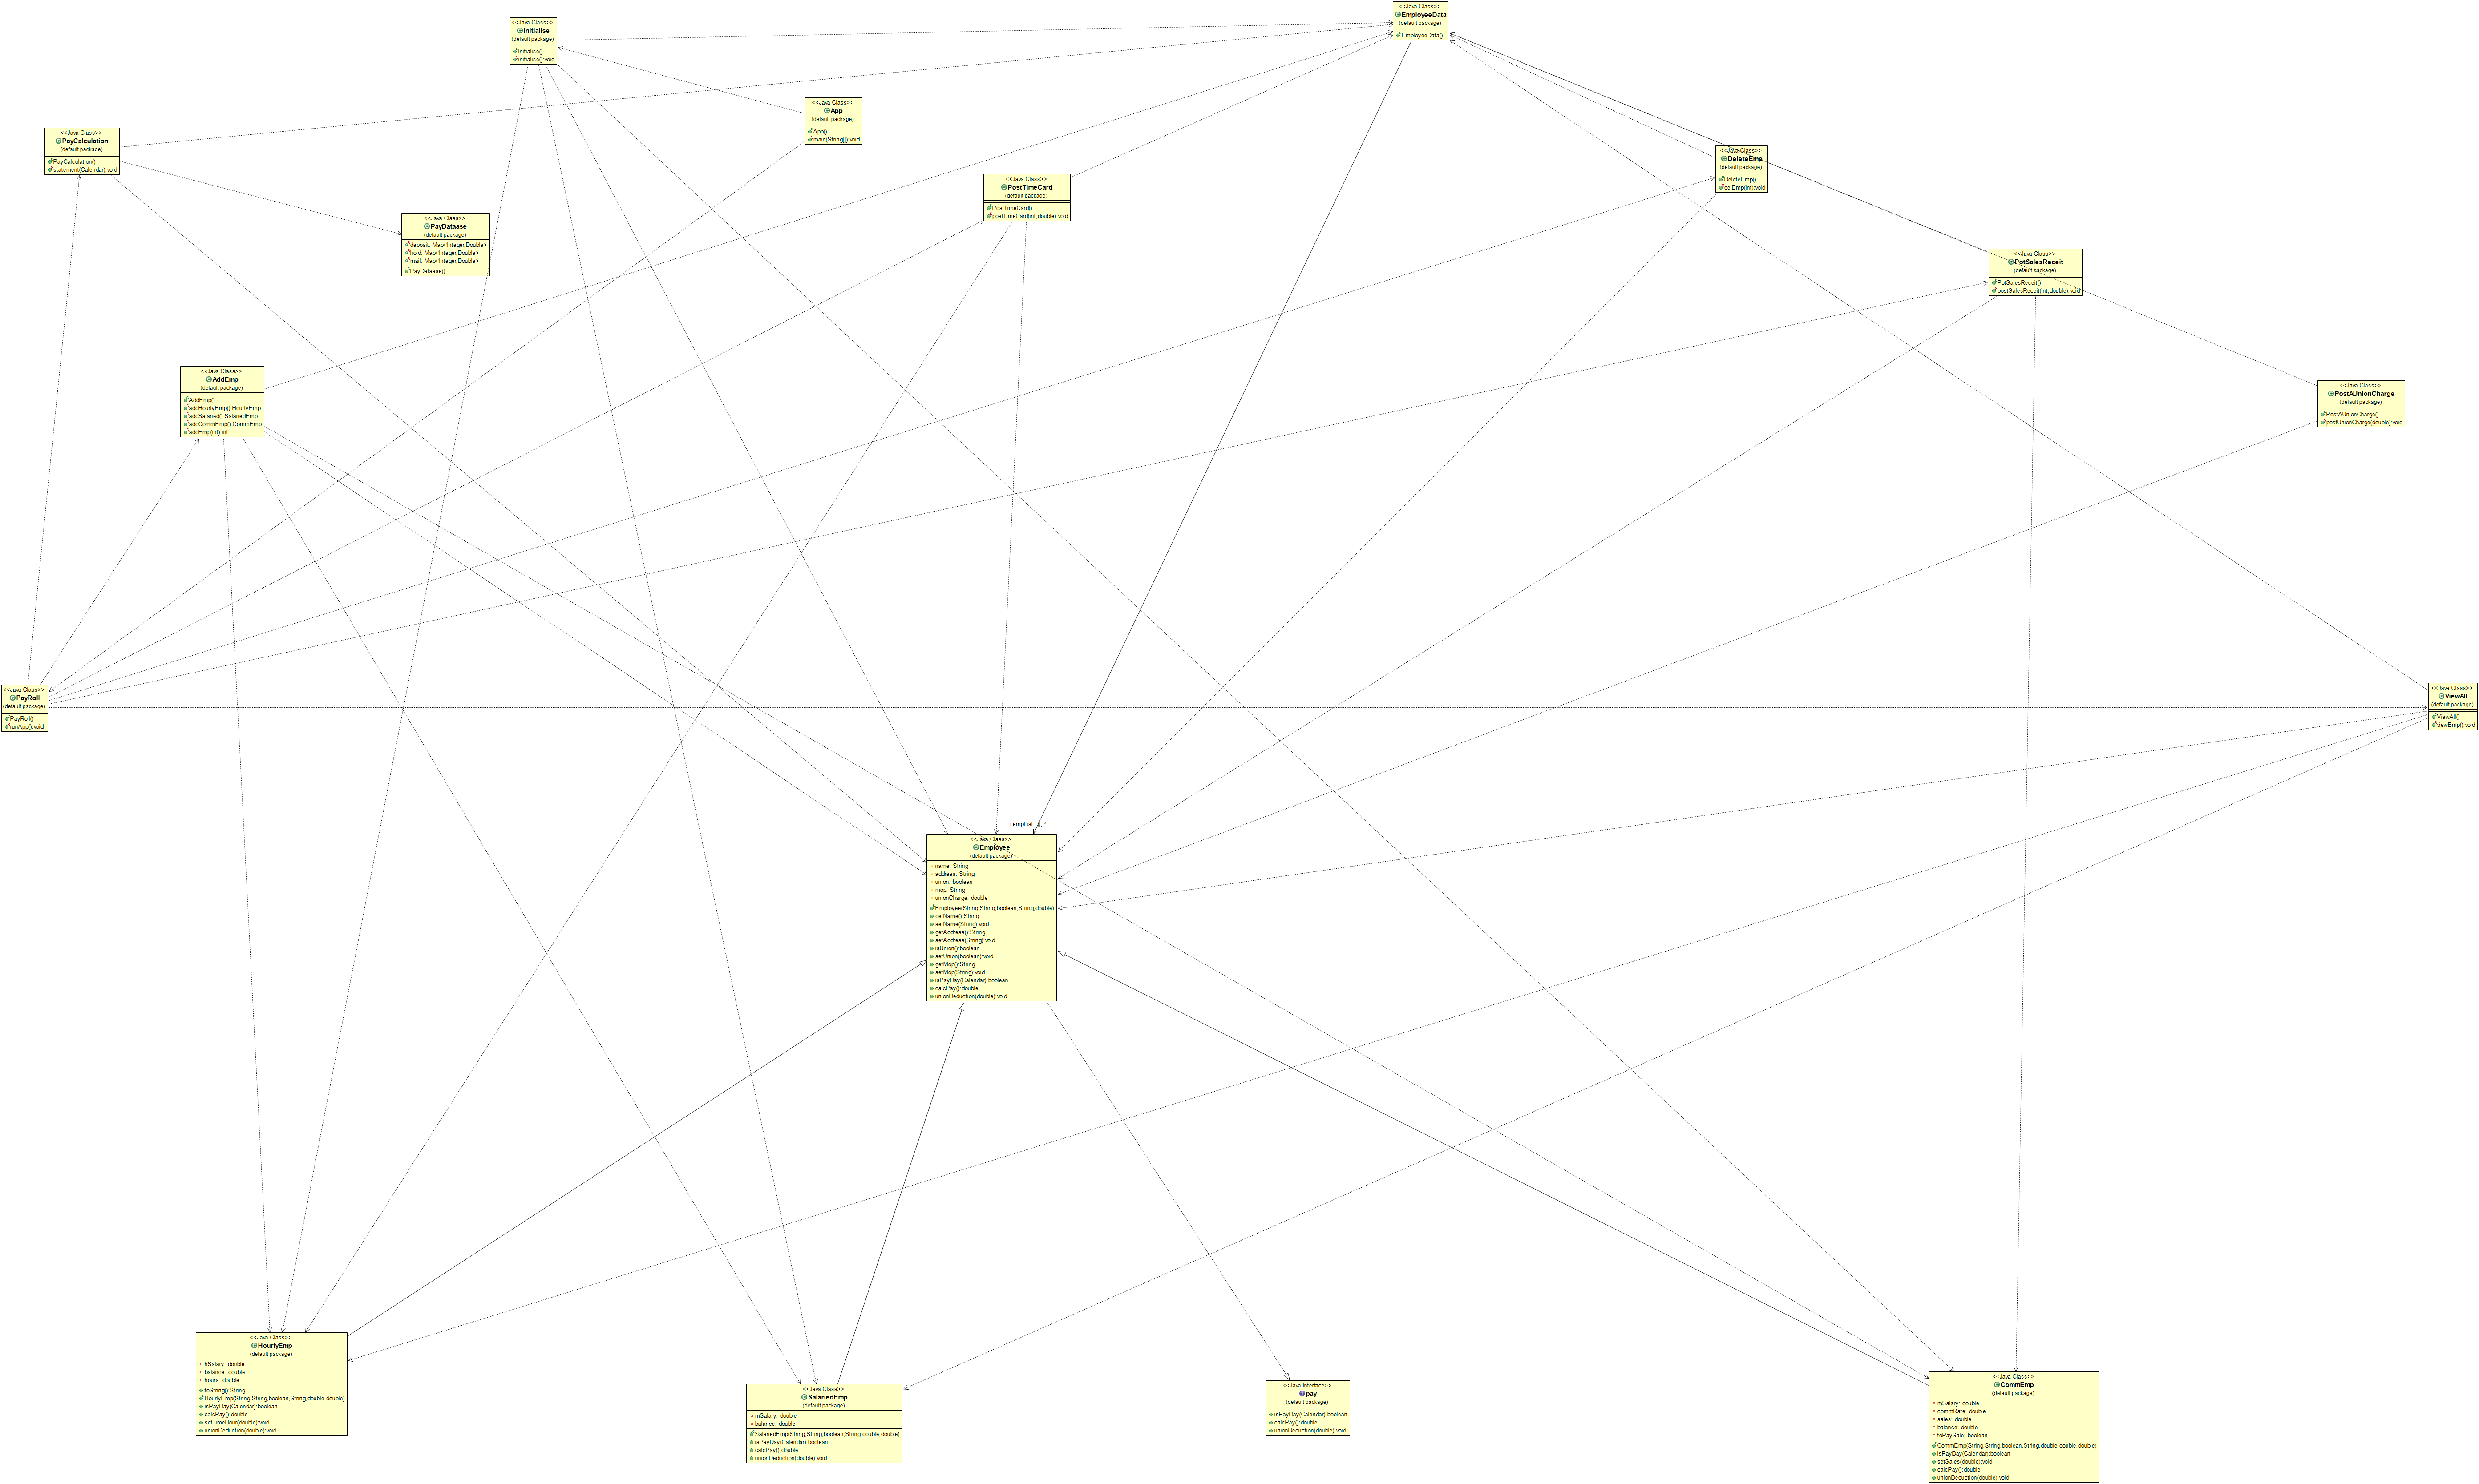 <<Java Class>>
EmployeeData
(default package)
EmployeeData()
<<Java Class>>
Initialise
(default package)
Initialise()
initialise():void
<<Java Class>>
App
(default package)
App()
main(String[]):void
<<Java Class>>
PayCalculation
(default package)
PayCalculation()
statement(Calendar):void
<<Java Class>>
DeleteEmp
(default package)
DeleteEmp()
delEmp(int):void
<<Java Class>>
PostTimeCard
(default package)
PostTimeCard()
postTimeCard(int,double):void
<<Java Class>>
PayDataase
(default package)
deposit: Map<Integer,Double>
hold: Map<Integer,Double>
mail: Map<Integer,Double>
PayDataase()
<<Java Class>>
PotSalesReceit
(default package)
PotSalesReceit()
postSalesReceit(int,double):void
<<Java Class>>
AddEmp
(default package)
AddEmp()
addHourlyEmp():HourlyEmp
addSalaried():SalariedEmp
addCommEmp():CommEmp
addEmp(int):int
<<Java Class>>
PostAUnionCharge
(default package)
PostAUnionCharge()
postUnionCharge(double):void
<<Java Class>>
PayRoll
(default package)
PayRoll()
runApp():void
<<Java Class>>
ViewAll
(default package)
ViewAll()
viewEmp():void
+empList 0..*
<<Java Class>>
Employee
(default package)
name: String
address: String
union: boolean
mop: String
unionCharge: double
Employee(String,String,boolean,String,double)
getName():String
setName(String):void
getAddress():String
setAddress(String):void
isUnion():boolean
setUnion(boolean):void
getMop():String
setMop(String):void
isPayDay(Calendar):boolean
calcPay():double
unionDeduction(double):void
<<Java Class>>
HourlyEmp
(default package)
hSalary: double
balance: double
hours: double
toString():String
HourlyEmp(String,String,boolean,String,double,double)
isPayDay(Calendar):boolean
calcPay():double
setTimeHour(double):void
unionDeduction(double):void
<<Java Class>>
SalariedEmp
(default package)
mSalary: double
balance: double
SalariedEmp(String,String,boolean,String,double,double)
isPayDay(Calendar):boolean
calcPay():double
unionDeduction(double):void
<<Java Interface>>
pay
(default package)
isPayDay(Calendar):boolean
calcPay():double
unionDeduction(double):void
<<Java Class>>
CommEmp
(default package)
mSalary: double
commRate: double
sales: double
balance: double
toPaySale: boolean
CommEmp(String,String,boolean,String,double,double,double)
isPayDay(Calendar):boolean
setSales(double):void
calcPay():double
unionDeduction(double):void